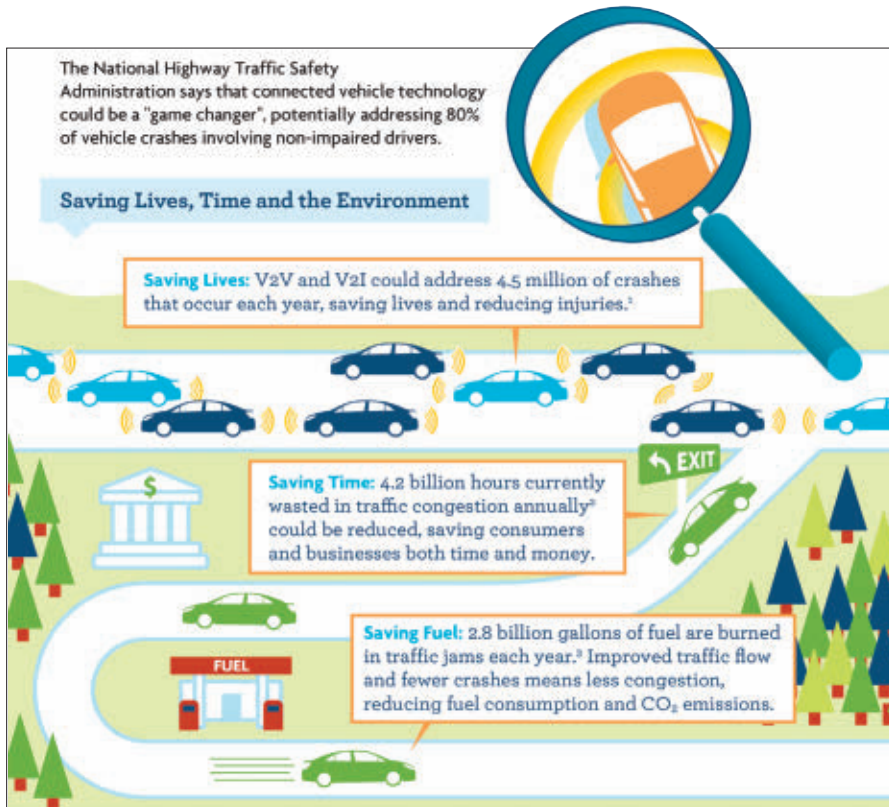 The National Highway Traffic Safety
Administration says that connected vehicle technology
could be a "game changer", potentially addressing 80%
of vehicle crashes involving non-impaired drivers.
Saving Lives, Time and the Environment
Saving Lives: V2V and V2I could address 4.5 million of crashes
that occur each year, saving lives and reducing injuries.¹
EXIT
$
Saving Time: 4.2 billion hours currently
wasted in traffic congestion annually²
could be reduced, saving consumers
and businesses both time and money.
Saving Fuel: 2.8 billion gallons of fuel are burned
in traffic jams each year.³ Improved traffic flow
and fewer crashes means less congestion,
reducing fuel consumption and CO₂ emissions.
FUEL